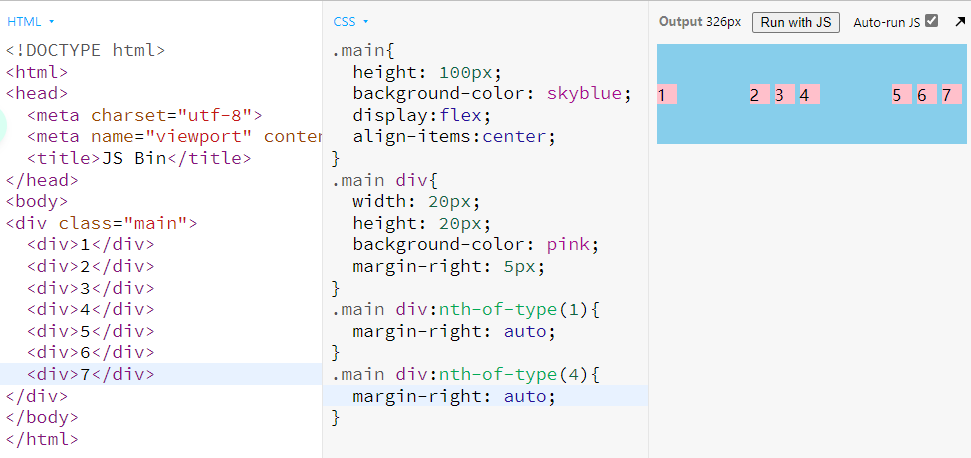 HTML
<!DOCTYPE html>
<html>
<head>
  <meta charset="utf-8">
  <meta name="viewport" conten
  <title>JS Bin</title>
</head>
<body>
<div class="main">
  <div>1</div>
  <div>2</div>
  <div>3</div>
  <div>4</div>
  <div>5</div>
  <div>6</div>
  <div>7</div>
</div>
</body>
</html>
CSS
.main{
  height: 100px;
  background-color: skyblue;
  display:flex;
  align-items:center;
}
.main div{
  width: 20px;
  height: 20px;
  background-color: pink;
  margin-right: 5px;
}
.main div:nth-of-type(1){
  margin-right: auto;
}
.main div:nth-of-type(4){
  margin-right: auto;
}
Output 326px Run with JS Auto-run JS
1 2 3 4 5 6 7